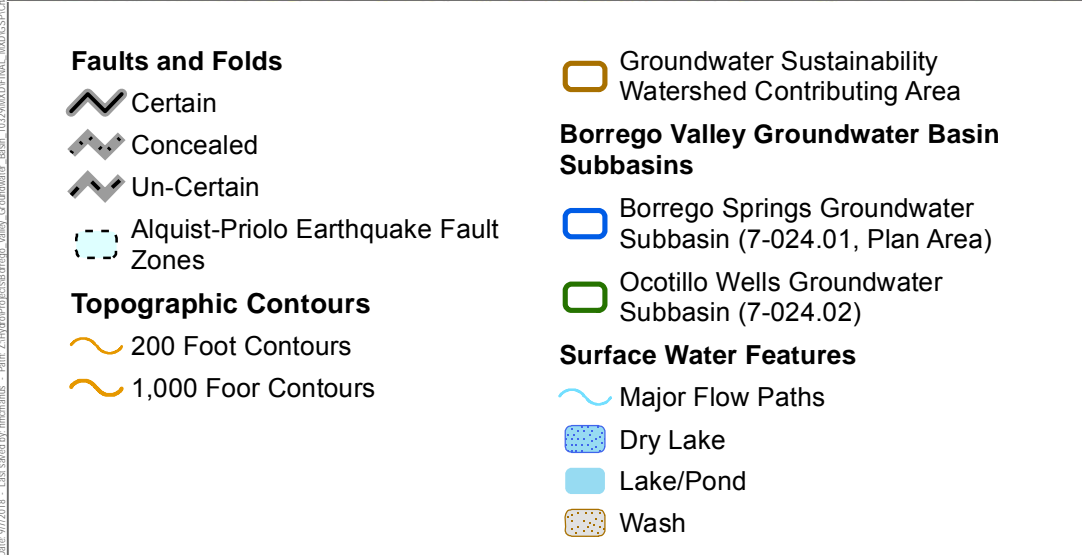 Faults and Folds
Certain
Concealed
Un-Certain
Alquist-Priolo Earthquake Fault
Zones
Topographic Contours
200 Foot Contours
1,000 Foor Contours
Groundwater Sustainability
Watershed Contributing Area
Borrego Valley Groundwater Basin
Subbasins
Borrego Springs Groundwater
Subbasin (7-024.01, Plan Area)
Ocotillo Wells Groundwater
Subbasin (7-024.02)
Surface Water Features
Major Flow Paths
Dry Lake
Lake/Pond
Wash